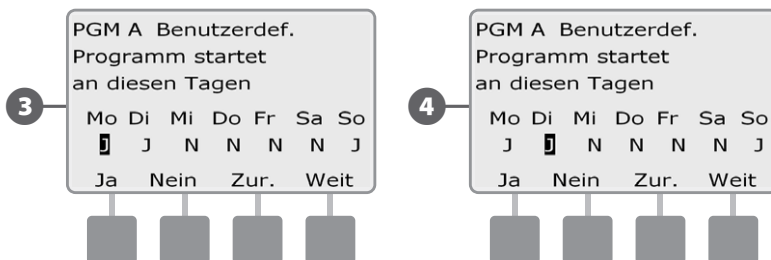 3
PGM A Benutzerdef.
Programm startet
an diesen Tagen
Mo Di Mi Do Fr Sa So
J J N N N N J
Ja Nein Zur. Weit
4
PGM A Benutzerdef.
Programm startet
an diesen Tagen
Mo Di Mi Do Fr Sa So
J J N N N N J
Ja Nein Zur. Weit